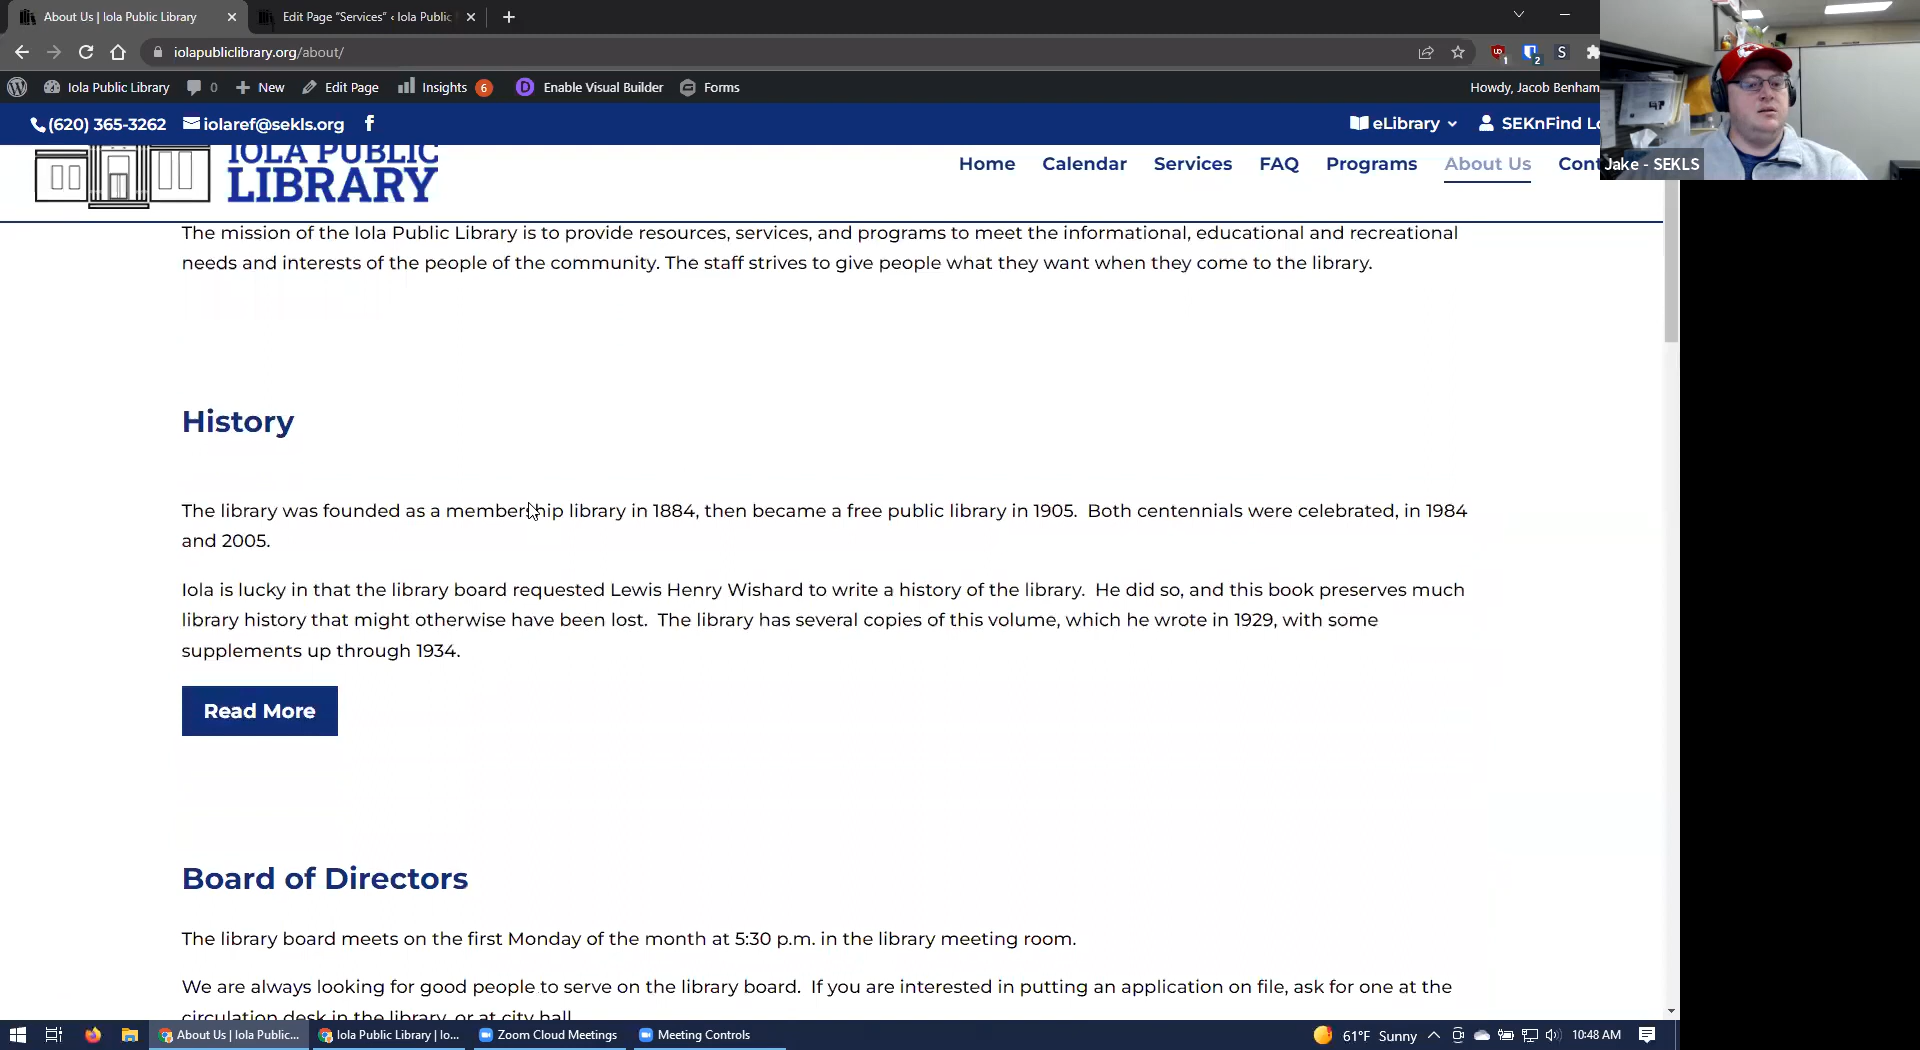 About Us | Iola Public Library
Edit Page “Services” ‹ Iola Public
iolapubliclibrary.org/about/
Iola Public Library 0 New Edit Page Insights 6 Enable Visual Builder Forms Howdy, Jacob Benham
(620) 365-3262 iolaref@sekls.org eLibrary SEKnFind Lo
IOLA PUBLIC
LIBRARY
Home Calendar Services FAQ Programs About Us Cont
Jake - SEKLS
The mission of the Iola Public Library is to provide resources, services, and programs to meet the informational, educational and recreational
needs and interests of the people of the community. The staff strives to give people what they want when they come to the library.
History
The library was founded as a membership library in 1884, then became a free public library in 1905. Both centennials were celebrated, in 1984
and 2005.
Iola is lucky in that the library board requested Lewis Henry Wishard to write a history of the library. He did so, and this book preserves much
library history that might otherwise have been lost. The library has several copies of this volume, which he wrote in 1929, with some
supplements up through 1934.
Read More
Board of Directors
The library board meets on the first Monday of the month at 5:30 p.m. in the library meeting room.
We are always looking for good people to serve on the library board. If you are interested in putting an application on file, ask for one at the
circulation desk in the library, or at city hall.
About Us | Iola Public... Iola Public Library | Io... Zoom Cloud Meetings Meeting Controls 61°F Sunny 10:48 AM